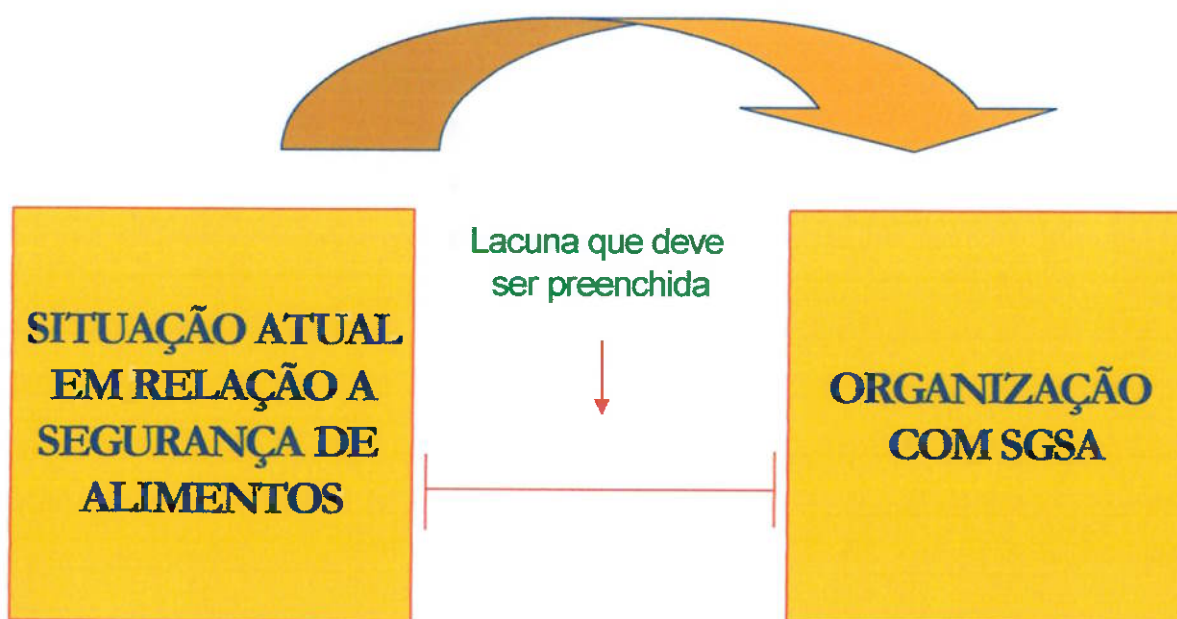 Lacuna que deve
ser preenchida
SITUAÇÃO ATUAL
EM RELAÇÃO A
SEGURANÇA DE
ALIMENTOS
ORGANIZAÇÃO
COM SGSA